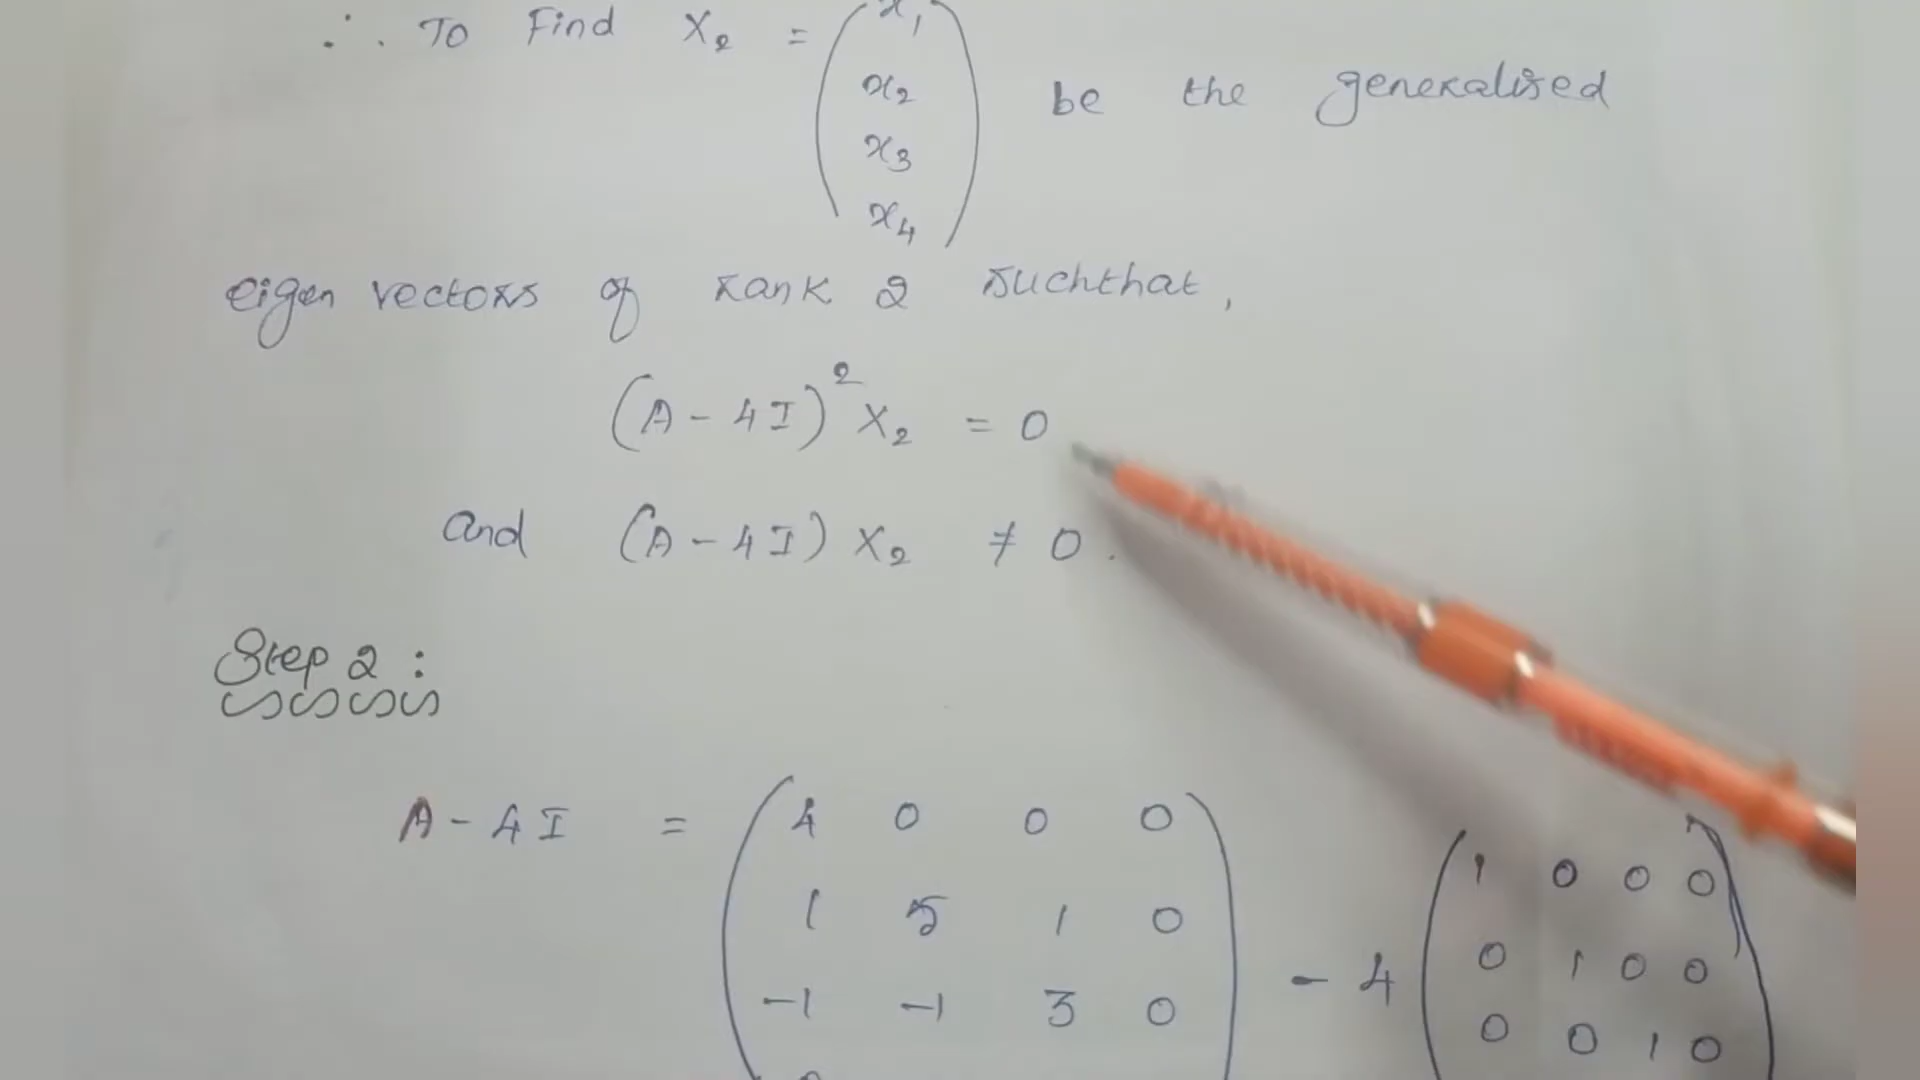 ∴ To Find X₂ = (x₁
x₂ be the generalised
x₃
x₄)
eigen vectors of rank 2 suchthat,
(A - 4I)² X₂ = 0
and (A - 4I) X₂ ≠ 0.
Step 2 :
A - 4I = (4 0 0 0
1 5 1 0
-1 -1 3 0
- 4 (1 0 0 0
0 1 0 0
0 0 1 0